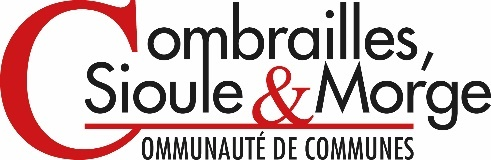 Combrailles,
Sioule & Morge
COMMUNAUTÉ DE COMMUNES